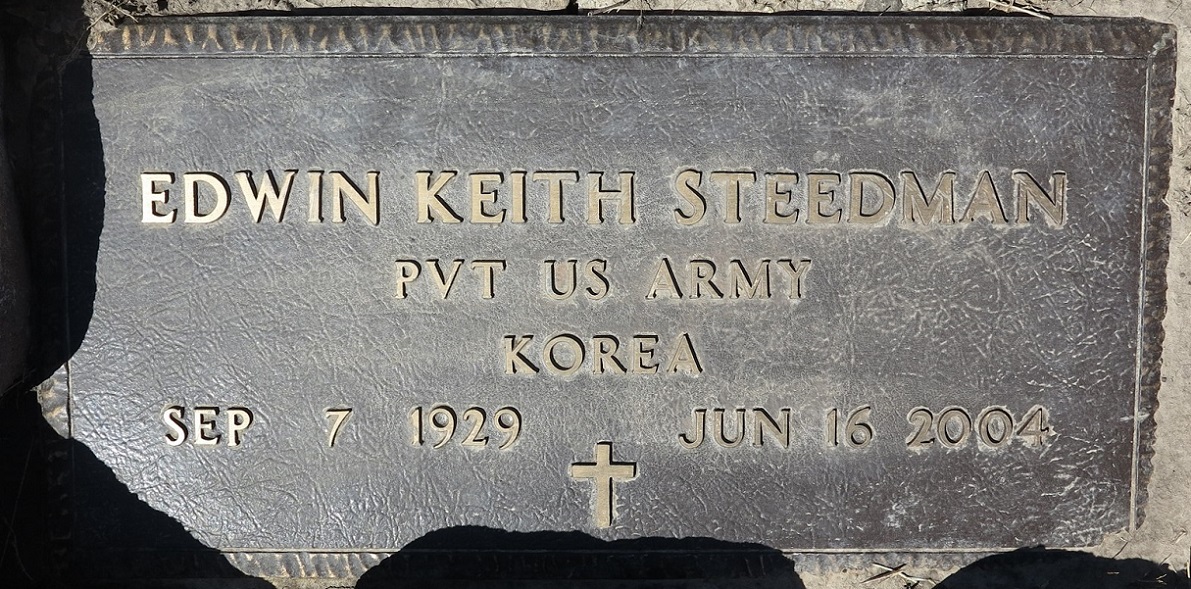 EDWIN KEITH STEEDMAN
PVT US ARMY
KOREA
SEP 7 1929 JUN 16 2004